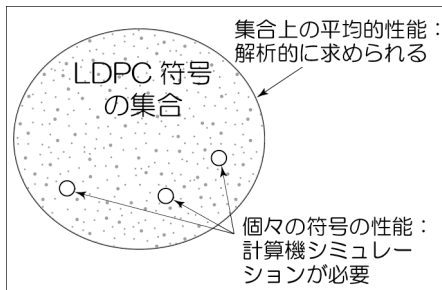 集合上の平均的性能：
解析的に求められる
LDPC 符号
の集合
個々の符号の性能：
計算機シミュレー
ションが必要